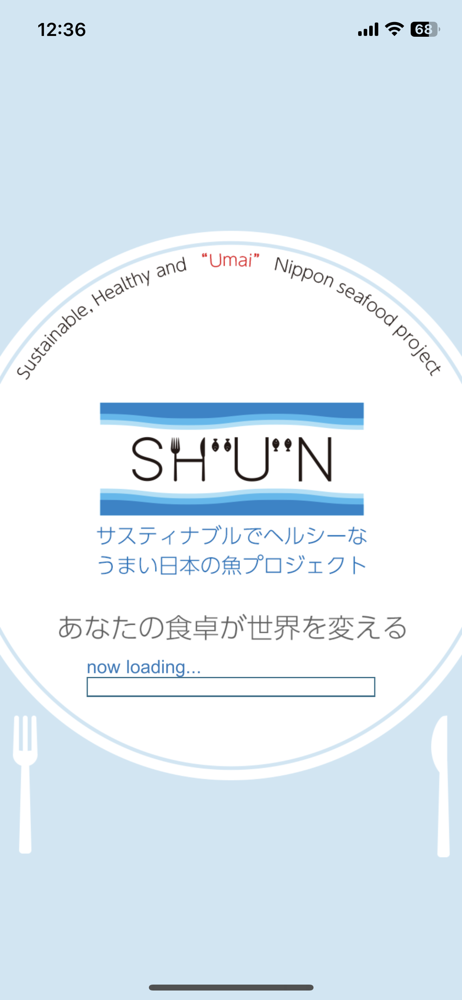 12:36
68
Sustainable, Healthy and “Umai” Nippon seafood project
SH“U”N
サスティナブルでヘルシーな
うまい日本の魚プロジェクト
あなたの食卓が世界を変える
now loading...